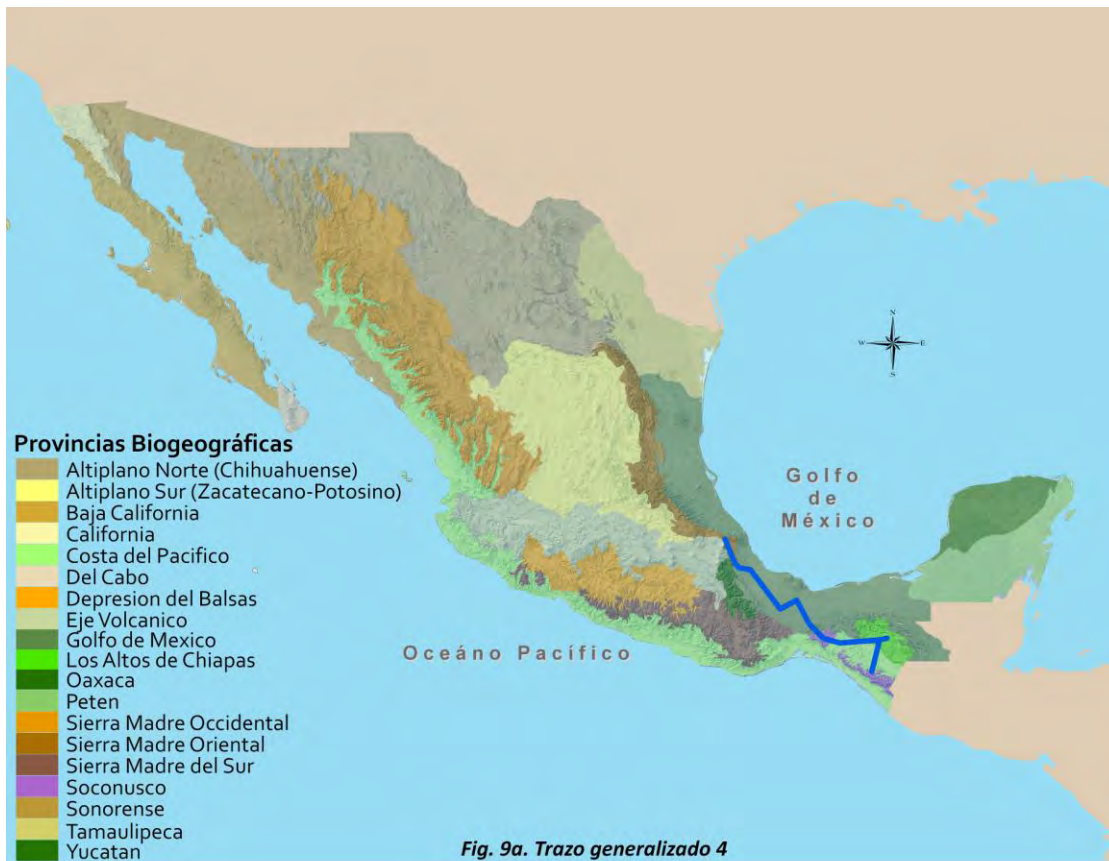 N
W E
S
Golfo
de
México
Provincias Biogeográficas
Altiplano Norte (Chihuahuense)
Altiplano Sur (Zacatecano-Potosino)
Baja California
California
Costa del Pacifico
Del Cabo
Depresion del Balsas
Eje Volcanico
Golfo de Mexico
Los Altos de Chiapas
Oaxaca
Peten
Sierra Madre Occidental
Sierra Madre Oriental
Sierra Madre del Sur
Soconusco
Sonorense
Tamaulipeca
Yucatan
Oceáno Pacífico
Fig. 9a. Trazo generalizado 4